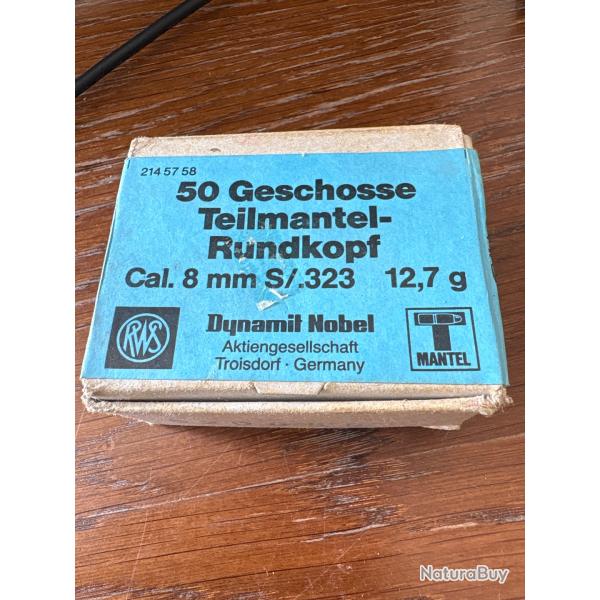 214 57 58
50 Geschosse
Teilmantel-
Rundkopf
Cal. 8 mm S/.323 12,7 g
RWS
Dynamit Nobel
Aktiengesellschaft
Troisdorf · Germany
T
MANTEL
NaturaBuy